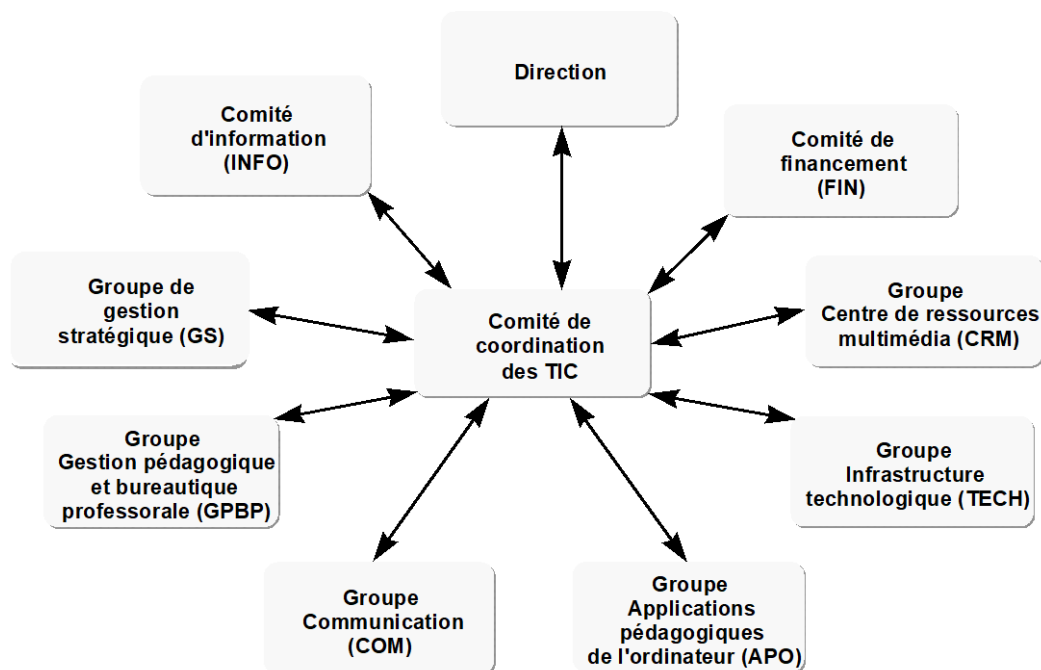 Direction
Comité
d'information
(INFO)
Comité de
financement
(FIN)
Groupe de
gestion
stratégique (GS)
Comité de
coordination
des TIC
Groupe
Centre de ressources
multimédia (CRM)
Groupe
Gestion pédagogique
et bureautique
professorale (GPBP)
Groupe
Infrastructure
technologique (TECH)
Groupe
Communication
(COM)
Groupe
Applications
pédagogiques
de l'ordinateur (APO)